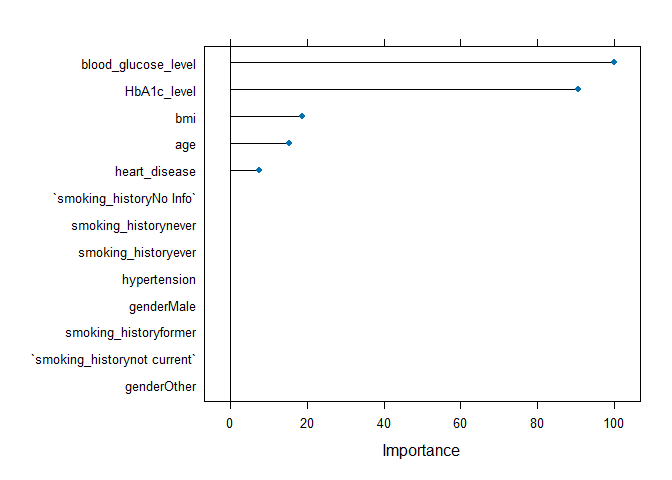 blood_glucose_level
HbA1c_level
bmi
age
heart_disease
`smoking_historyNo Info`
smoking_historynever
smoking_historyever
hypertension
genderMale
smoking_historyformer
`smoking_historynot current`
genderOther
0 20 40 60 80 100
Importance